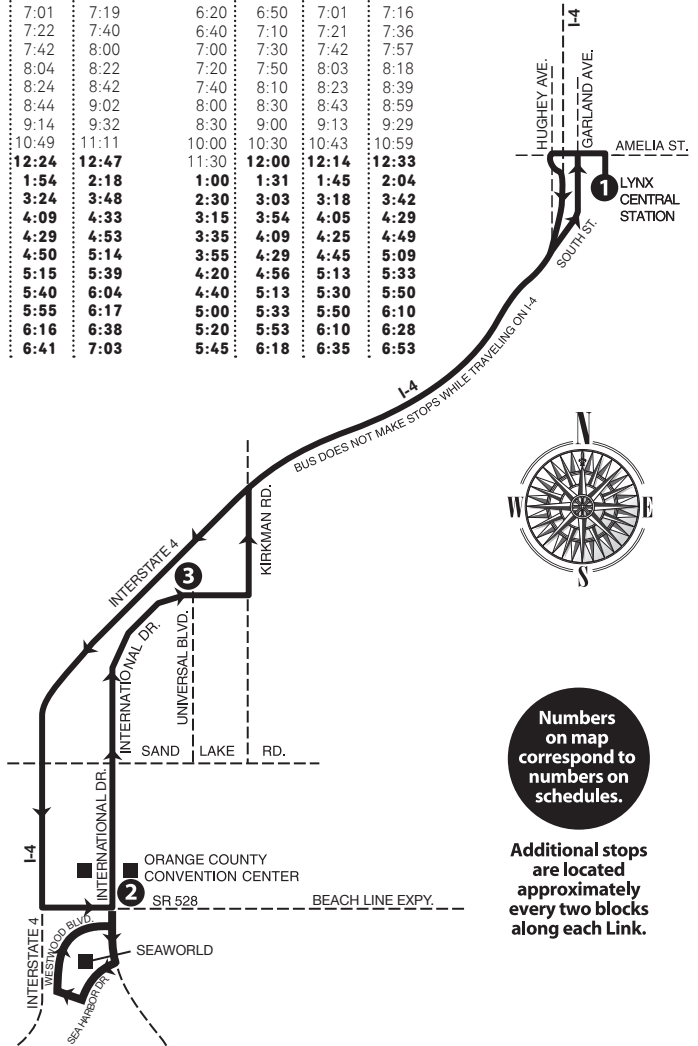 7:01 7:19 6:20 6:50 7:01 7:16
7:22 7:40 6:40 7:10 7:21 7:36
7:42 8:00 7:00 7:30 7:42 7:57
8:04 8:22 7:20 7:50 8:03 8:18
8:24 8:42 7:40 8:10 8:23 8:39
8:44 9:02 8:00 8:30 8:43 8:59
9:14 9:32 8:30 9:00 9:13 9:29
10:49 11:11 10:00 10:30 10:43 10:59
12:24 12:47 11:30 12:00 12:14 12:33
1:54 2:18 1:00 1:31 1:45 2:04
3:24 3:48 2:30 3:03 3:18 3:42
4:09 4:33 3:15 3:54 4:05 4:29
4:29 4:53 3:35 4:09 4:25 4:49
4:50 5:14 3:55 4:29 4:45 5:09
5:15 5:39 4:20 4:56 5:13 5:33
5:40 6:04 4:40 5:13 5:30 5:50
5:55 6:17 5:00 5:33 5:50 6:10
6:16 6:38 5:20 5:53 6:10 6:28
6:41 7:03 5:45 6:18 6:35 6:53
I-4
HUGHEY AVE.
GARLAND AVE.
AMELIA ST.
1
LYNX
CENTRAL
STATION
SOUTH ST.
I-4
BUS DOES NOT MAKE STOPS WHILE TRAVELING ON I-4
N
W
E
S
KIRKMAN RD.
INTERSTATE 4
3
INTERNATIONAL DR.
UNIVERSAL BLVD.
SAND LAKE RD.
INTERNATIONAL DR.
I-4
ORANGE COUNTY
CONVENTION CENTER
2
SR 528
BEACH LINE EXPY.
INTERSTATE 4
WESTWOOD BLVD.
SEAWORLD
SEA HARBOR DR
Numbers
on map
correspond to
numbers on
schedules.
Additional stops
are located
approximately
every two blocks
along each Link.